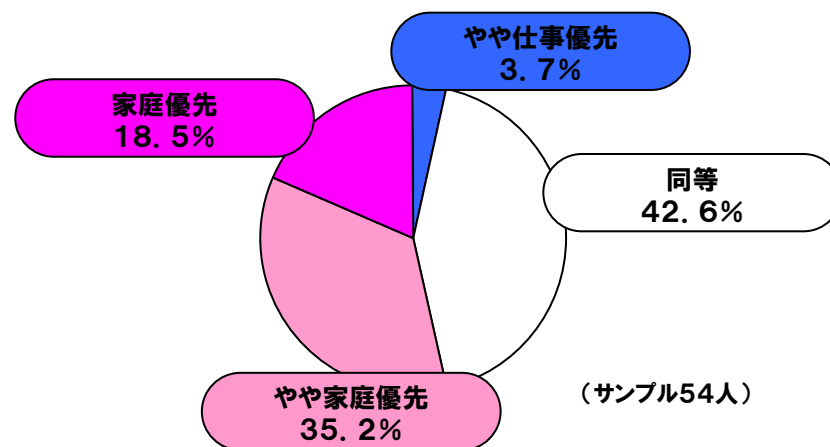 やや仕事優先
3．7%
家庭優先
18．5%
同等
42．6%
やや家庭優先
35．2%
（サンプル54人）